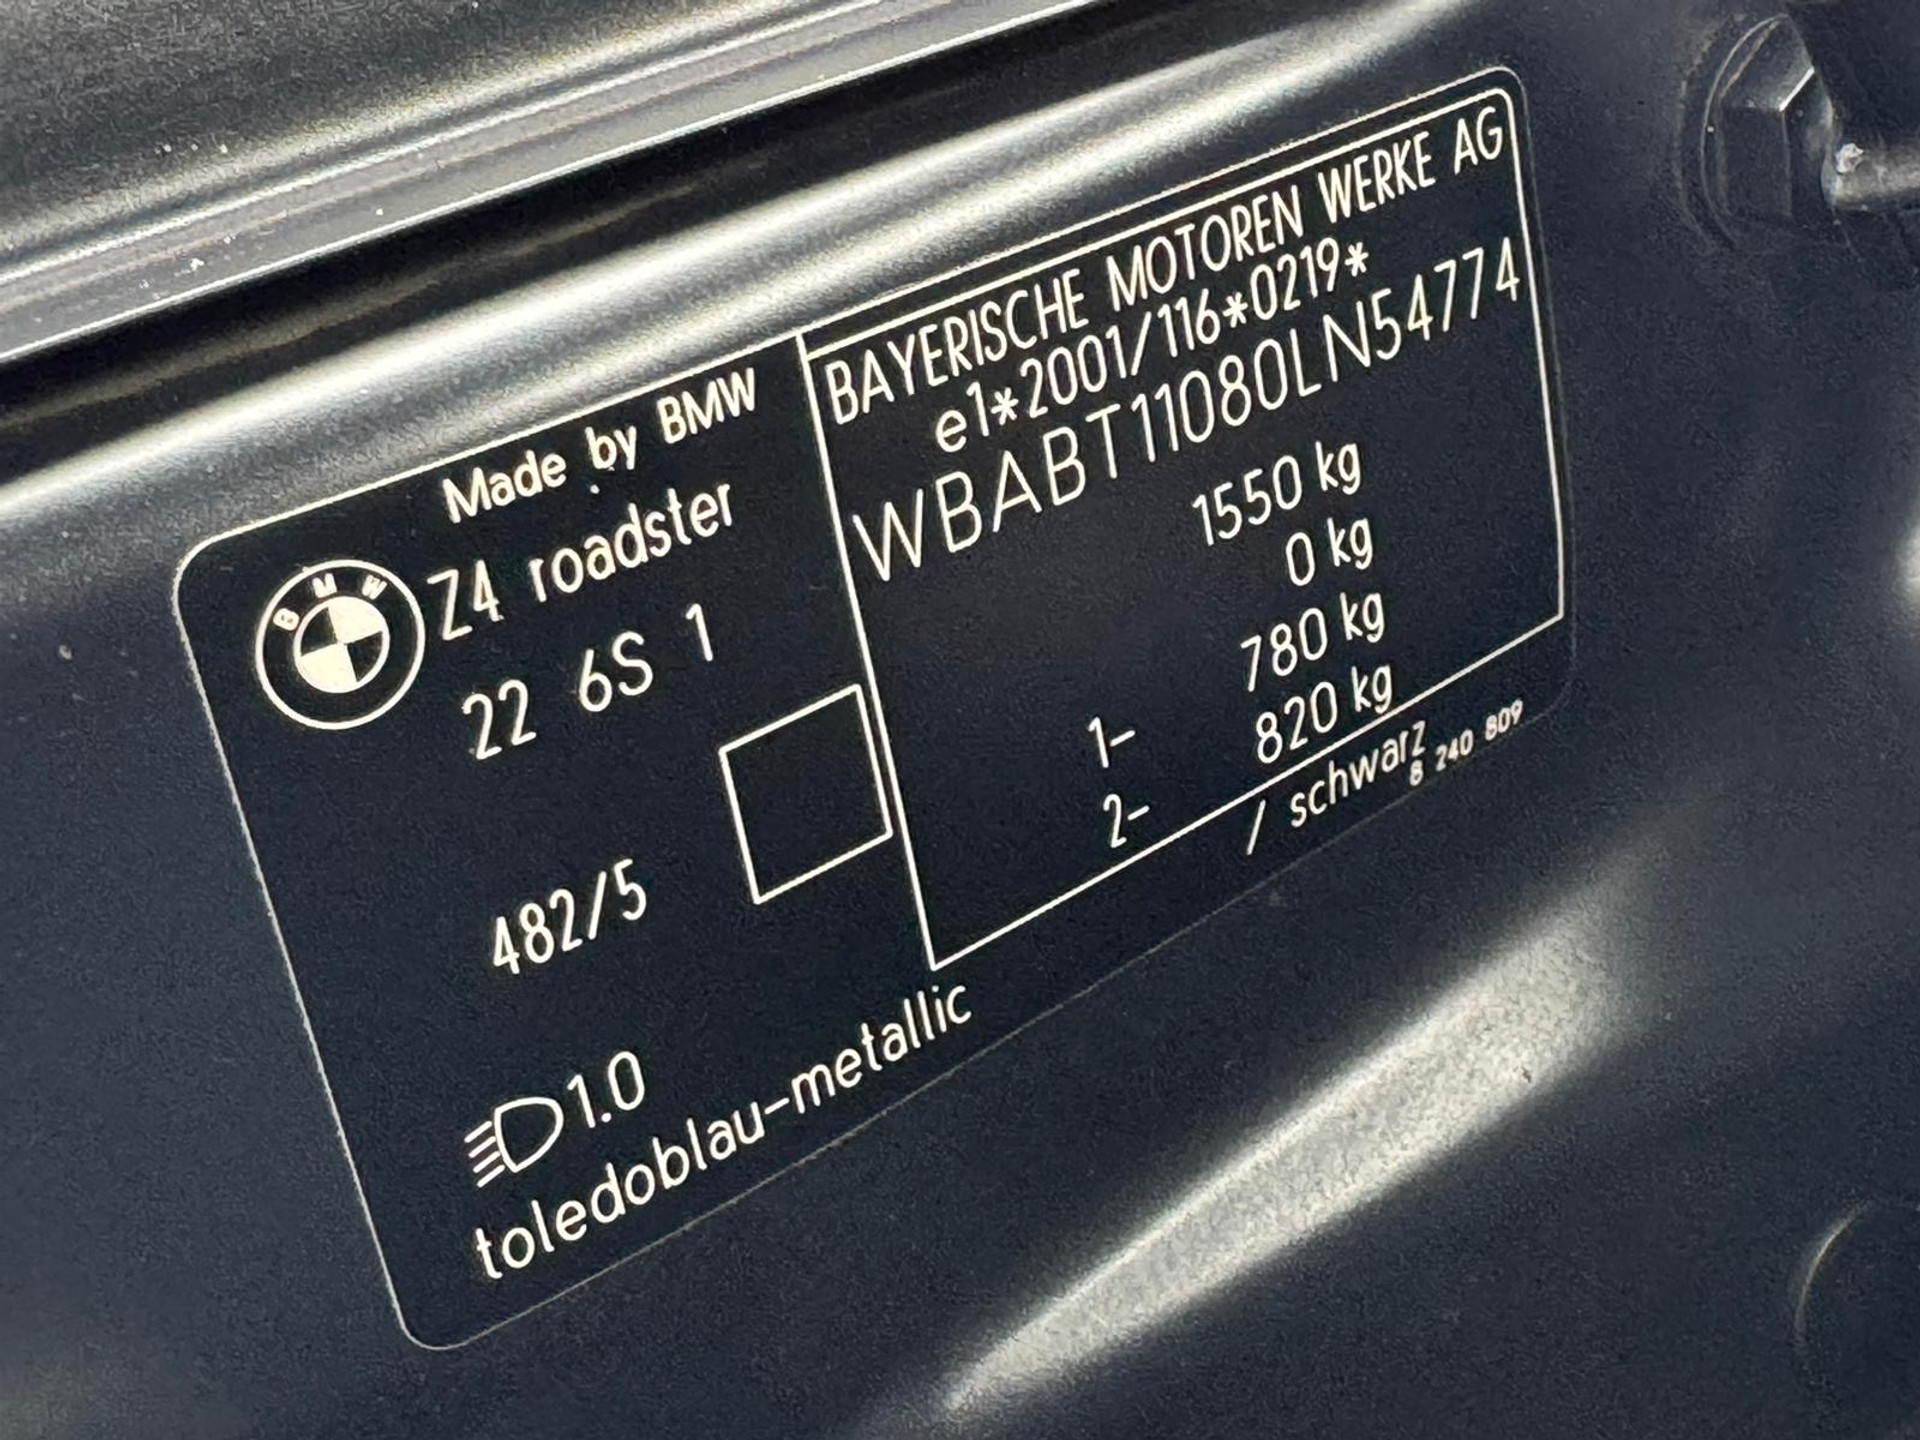 Made by BMW
BMW
Z4 roadster
22 6S 1
482/5
1.0
toledoblau-metallic
BAYERISCHE MOTOREN WERKE AG
e1*2001/116*0219*
WBABT11080LN54774
1550 kg
0 kg
1- 780 kg
2- 820 kg
/ schwarz
8 240 809